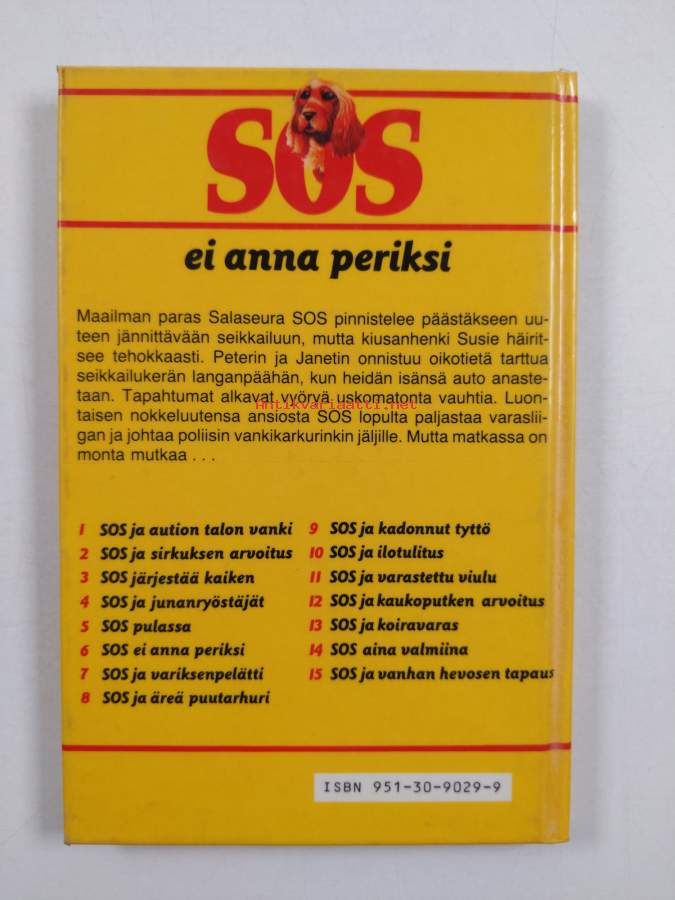 SOS
ei anna periksi
Maailman paras Salaseura SOS pinnistelee päästäkseen uu-
teen jännittävään seikkailuun, mutta kiusanhenki Susie häirit-
see tehokkaasti. Peterin ja Janetin onnistuu oikotietä tarttua
seikkailukerän langanpäähän, kun heidän isänsä auto anaste-
taan. Tapahtumat alkavat vyörvä uskomatonta vauhtia. Luon-
Antikvariaatti.net
taisen nokkeluutensa ansiosta SOS lopulta paljastaa varaslii-
gan ja johtaa poliisin vankikarkurinkin jäljille. Mutta matkassa on
monta mutkaa . . .
1 SOS ja aution talon vanki
2 SOS ja sirkuksen arvoitus
3 SOS järjestää kaiken
4 SOS ja junanryöstäjät
5 SOS pulassa
6 SOS ei anna periksi
7 SOS ja variksenpelätti
8 SOS ja äreä puutarhuri
9 SOS ja kadonnut tyttö
10 SOS ja ilotulitus
11 SOS ja varastettu viulu
12 SOS ja kaukoputken arvoitus
13 SOS ja koiravaras
14 SOS aina valmiina
15 SOS ja vanhan hevosen tapaus
ISBN 951-30-9029-9